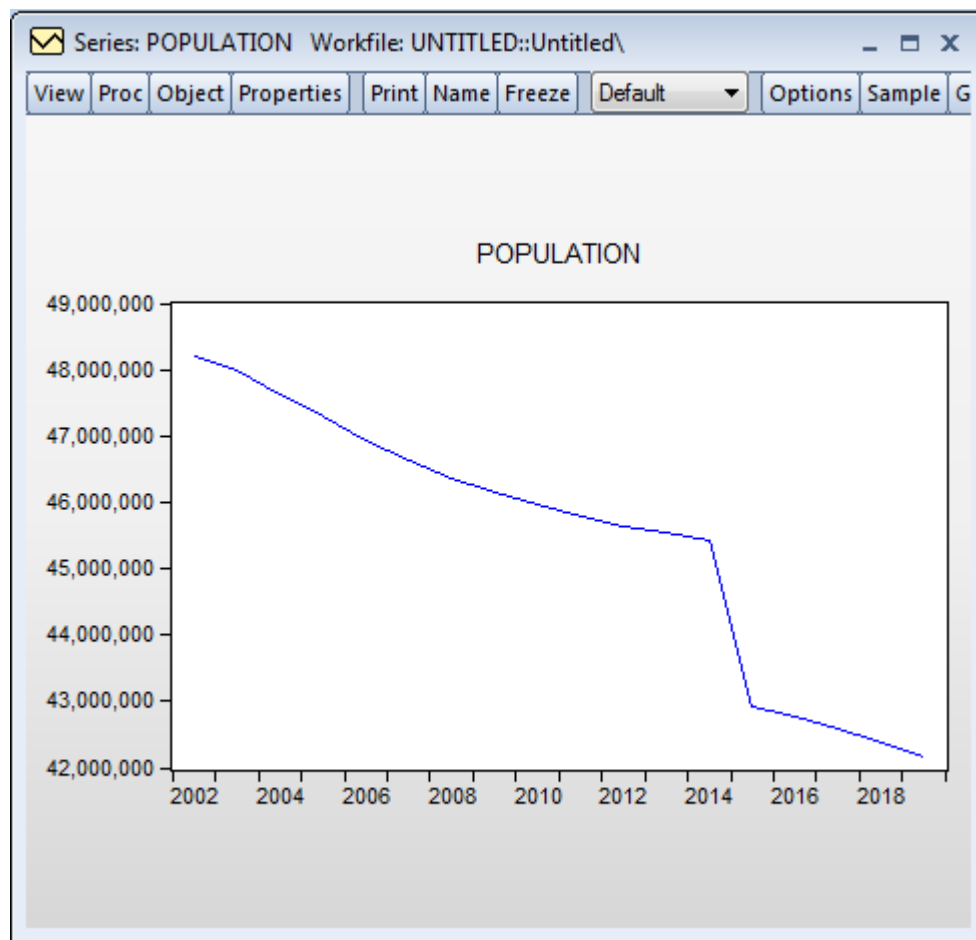 Series: POPULATION Workfile: UNTITLED::Untitled\
View Proc Object Properties Print Name Freeze Default Options Sample G
POPULATION
49,000,000
48,000,000
47,000,000
46,000,000
45,000,000
44,000,000
43,000,000
42,000,000
2002 2004 2006 2008 2010 2012 2014 2016 2018